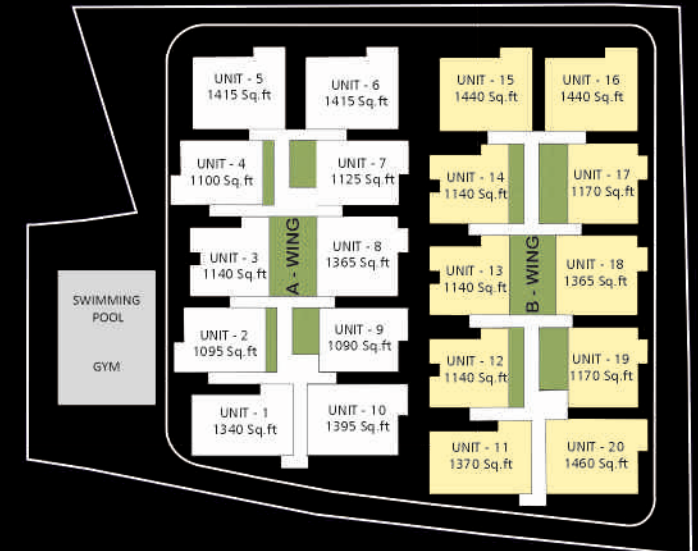 UNIT - 5
1415 Sq.ft
UNIT - 6
1415 Sq.ft
UNIT - 15
1440 Sq.ft
UNIT - 16
1440 Sq.ft
UNIT - 4
1100 Sq.ft
UNIT - 7
1125 Sq.ft
UNIT - 14
1140 Sq.ft
UNIT - 17
1170 Sq.ft
UNIT - 3
1140 Sq.ft
A - WING
UNIT - 8
1365 Sq.ft
UNIT - 13
1140 Sq.ft
B - WING
UNIT - 18
1365 Sq.ft
SWIMMING
POOL
GYM
UNIT - 2
1095 Sq.ft
UNIT - 9
1090 Sq.ft
UNIT - 12
1140 Sq.ft
UNIT - 19
1170 Sq.ft
UNIT - 1
1340 Sq.ft
UNIT - 10
1395 Sq.ft
UNIT - 11
1370 Sq.ft
UNIT - 20
1460 Sq.ft